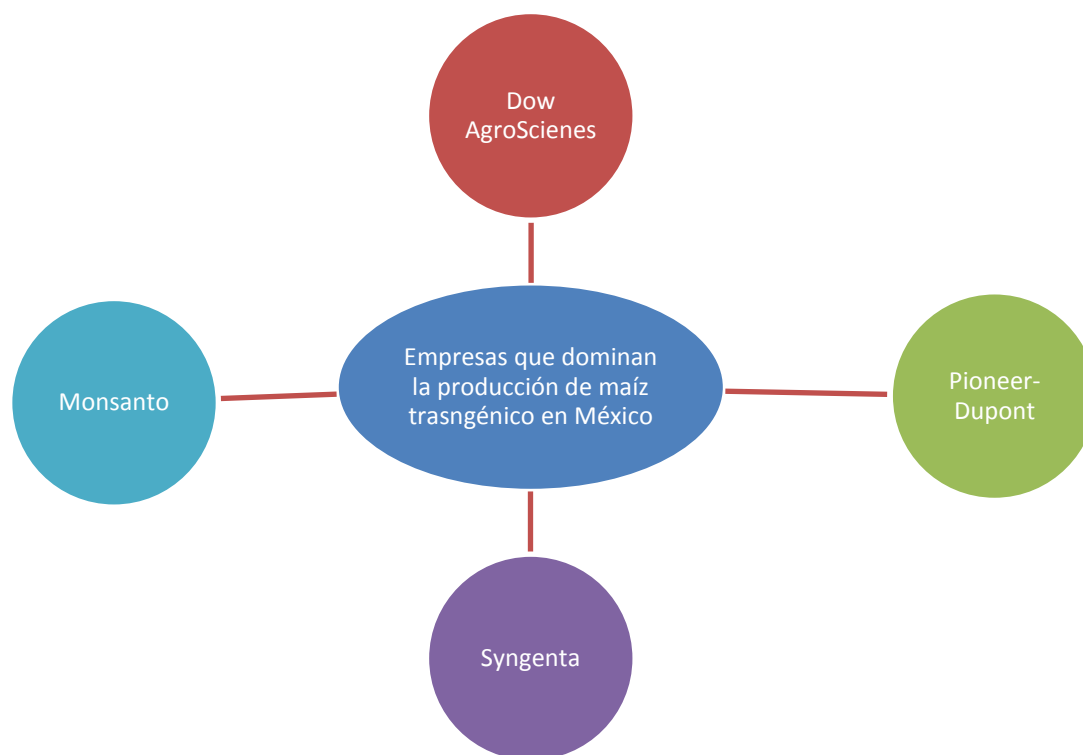 Dow
AgroScienes
Empresas que dominan
la producción de maíz
trasngénico en México
Monsanto
Pioneer-
Dupont
Syngenta